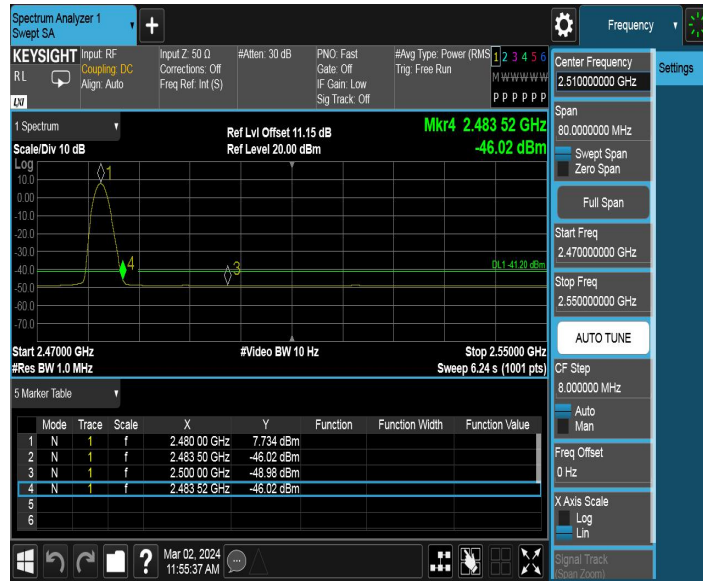 Spectrum Analyzer 1
Swept SA
+
Frequency
KEYSIGHT
RL
LXI
Input: RF
Coupling: DC
Align: Auto
Input Z: 50 Ω
Corrections: Off
Freq Ref: Int (S)
#Atten: 30 dB
PNO: Fast
Gate: Off
IF Gain: Low
Sig Track: Off
#Avg Type: Power (RMS
Trig: Free Run
1 2 3 4 5 6
M W W W W W
P P P P P P
Center Frequency
2.510000000 GHz
Settings
Span
80.0000000 MHz
Swept Span
Zero Span
Full Span
Start Freq
2.470000000 GHz
Stop Freq
2.550000000 GHz
AUTO TUNE
CF Step
8.000000 MHz
Auto
Man
Freq Offset
0 Hz
X Axis Scale
Log
Lin
Signal Track
(Span Zoom)
1 Spectrum
Scale/Div 10 dB
Ref Lvl Offset 11.15 dB
Ref Level 20.00 dBm
Mkr4 2.483 52 GHz
-46.02 dBm
Log
10.0
0.00
-10.0
-20.0
-30.0
-40.0
-50.0
-60.0
-70.0
1
4
3
DL1 -41.20 dBm
Start 2.47000 GHz
#Res BW 1.0 MHz
#Video BW 10 Hz
Stop 2.55000 GHz
Sweep 6.24 s (1001 pts)
5 Marker Table
Mode Trace Scale X Y Function Function Width Function Value
1 N 1 f 2.480 00 GHz 7.734 dBm
2 N 1 f 2.483 50 GHz -46.02 dBm
3 N 1 f 2.500 00 GHz -48.98 dBm
4 N 1 f 2.483 52 GHz -46.02 dBm
5
6
?
Mar 02, 2024
11:55:37 AM